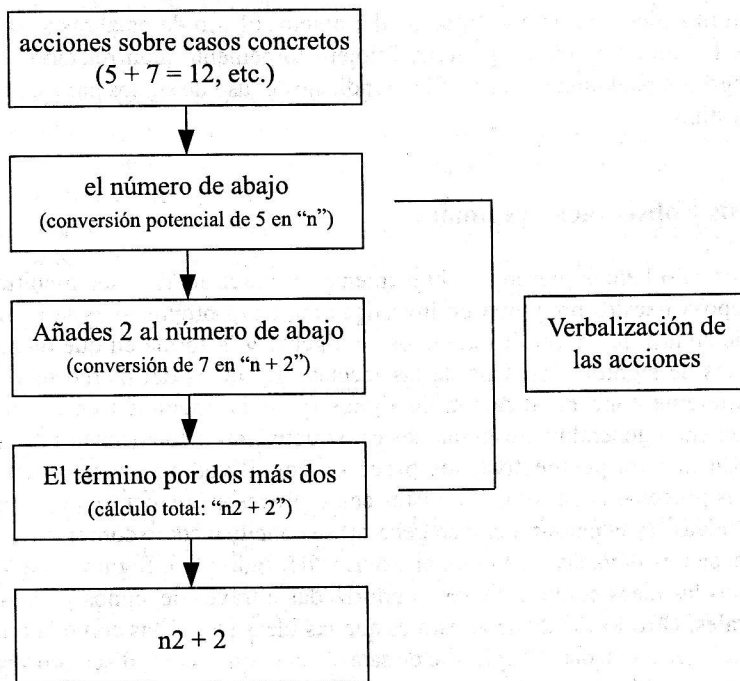 acciones sobre casos concretos
(5 + 7 = 12, etc.)
el número de abajo
(conversión potencial de 5 en “n”)
Añades 2 al número de abajo
(conversión de 7 en “n + 2”)
El término por dos más dos
(cálculo total: “n2 + 2”)
n2 + 2
Verbalización de
las acciones